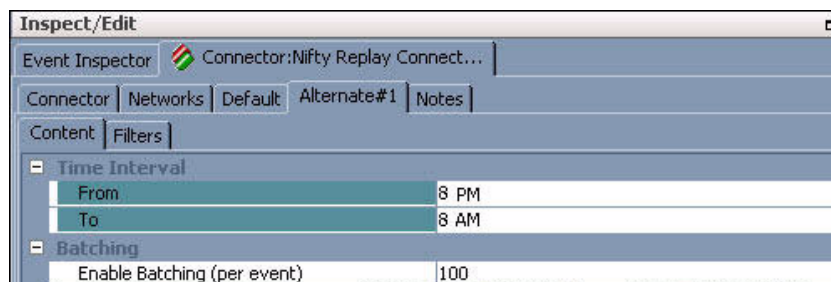 Inspect/Edit
Event Inspector Connector:Nifty Replay Connect...
Connector Networks Default Alternate#1 Notes
Content Filters
Time Interval
From 8 PM
To 8 AM
Batching
Enable Batching (per event) 100